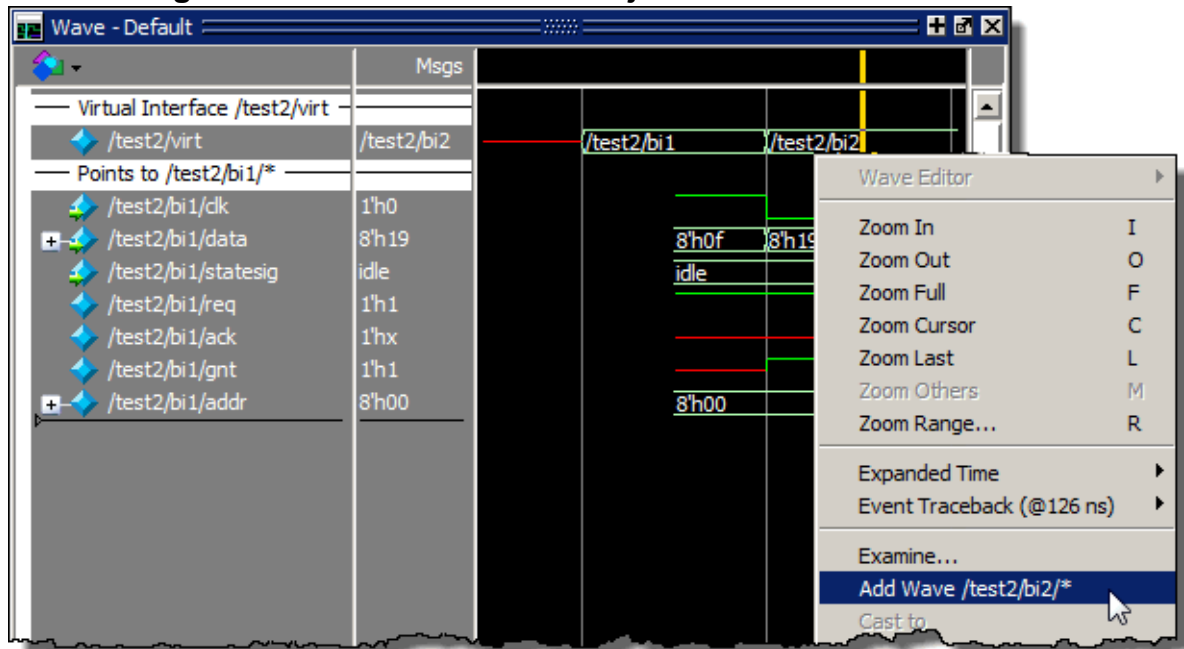 Wave - Default
Msgs
Virtual Interface /test2/virt
/test2/virt /test2/bi2 /test2/bi1 /test2/bi2
Points to /test2/bi1/*
/test2/bi1/clk 1'h0
/test2/bi1/data 8'h19 8'h0f 8'h19
/test2/bi1/statesig idle idle
/test2/bi1/req 1'h1
/test2/bi1/ack 1'hx
/test2/bi1/gnt 1'h1
/test2/bi1/addr 8'h00 8'h00
Wave Editor
Zoom In I
Zoom Out O
Zoom Full F
Zoom Cursor C
Zoom Last L
Zoom Others M
Zoom Range... R
Expanded Time
Event Traceback (@126 ns)
Examine...
Add Wave /test2/bi2/*
Cast to